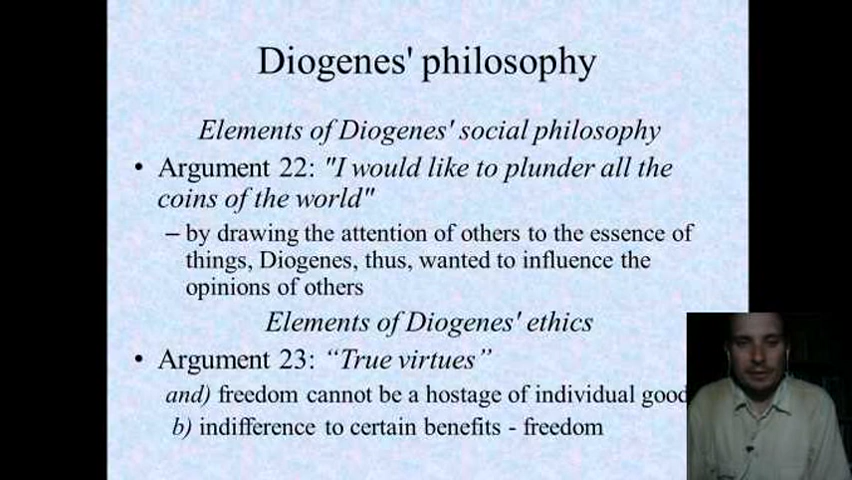 Diogenes' philosophy
Elements of Diogenes' social philosophy
• Argument 22: "I would like to plunder all the
coins of the world"
– by drawing the attention of others to the essence of
things, Diogenes, thus, wanted to influence the
opinions of others
Elements of Diogenes' ethics
• Argument 23: “True virtues”
and) freedom cannot be a hostage of individual good
b) indifference to certain benefits - freedom